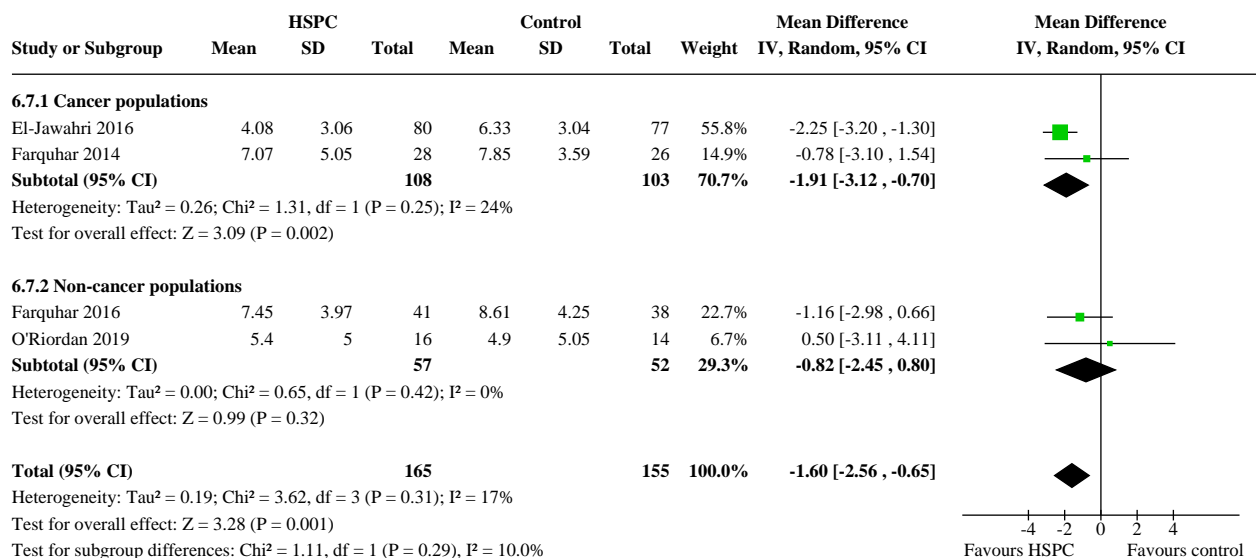 HSPC Control Mean Difference Mean Difference
Study or Subgroup Mean SD Total Mean SD Total Weight IV, Random, 95% CI IV, Random, 95% CI
6.7.1 Cancer populations
El-Jawahri 2016 4.08 3.06 80 6.33 3.04 77 55.8% -2.25 [-3.20 , -1.30]
Farquhar 2014 7.07 5.05 28 7.85 3.59 26 14.9% -0.78 [-3.10 , 1.54]
Subtotal (95% CI) 108 103 70.7% -1.91 [-3.12 , -0.70]
Heterogeneity: Tau² = 0.26; Chi² = 1.31, df = 1 (P = 0.25); I² = 24%
Test for overall effect: Z = 3.09 (P = 0.002)
6.7.2 Non-cancer populations
Farquhar 2016 7.45 3.97 41 8.61 4.25 38 22.7% -1.16 [-2.98 , 0.66]
O'Riordan 2019 5.4 5 16 4.9 5.05 14 6.7% 0.50 [-3.11 , 4.11]
Subtotal (95% CI) 57 52 29.3% -0.82 [-2.45 , 0.80]
Heterogeneity: Tau² = 0.00; Chi² = 0.65, df = 1 (P = 0.42); I² = 0%
Test for overall effect: Z = 0.99 (P = 0.32)
Total (95% CI) 165 155 100.0% -1.60 [-2.56 , -0.65]
Heterogeneity: Tau² = 0.19; Chi² = 3.62, df = 3 (P = 0.31); I² = 17%
Test for overall effect: Z = 3.28 (P = 0.001) -4 -2 0 2 4
Test for subgroup differences: Chi² = 1.11, df = 1 (P = 0.29), I² = 10.0% Favours HSPC Favours control